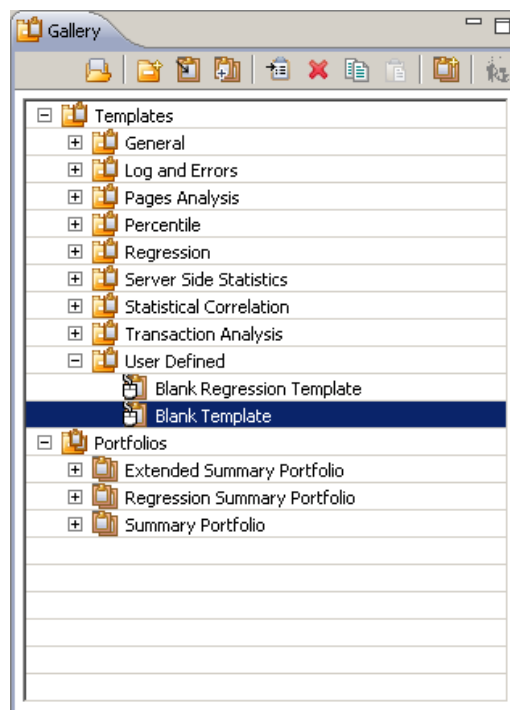 Gallery
Templates
General
Log and Errors
Pages Analysis
Percentile
Regression
Server Side Statistics
Statistical Correlation
Transaction Analysis
User Defined
Blank Regression Template
Blank Template
Portfolios
Extended Summary Portfolio
Regression Summary Portfolio
Summary Portfolio